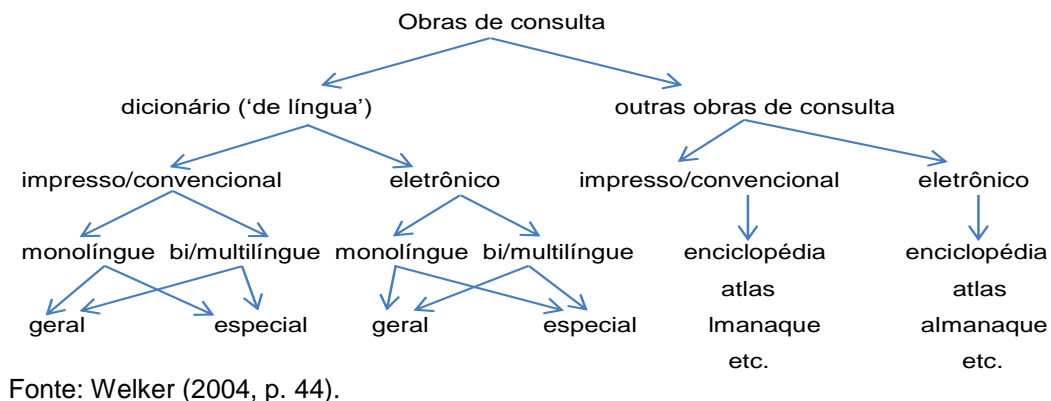 Obras de consulta
dicionário (‘de língua’) outras obras de consulta
impresso/convencional eletrônico impresso/convencional eletrônico
monolíngue bi/multilíngue monolíngue bi/multilíngue enciclopédia enciclopédia
atlas atlas
geral especial geral especial lmanaque almanaque
etc. etc.
Fonte: Welker (2004, p. 44).